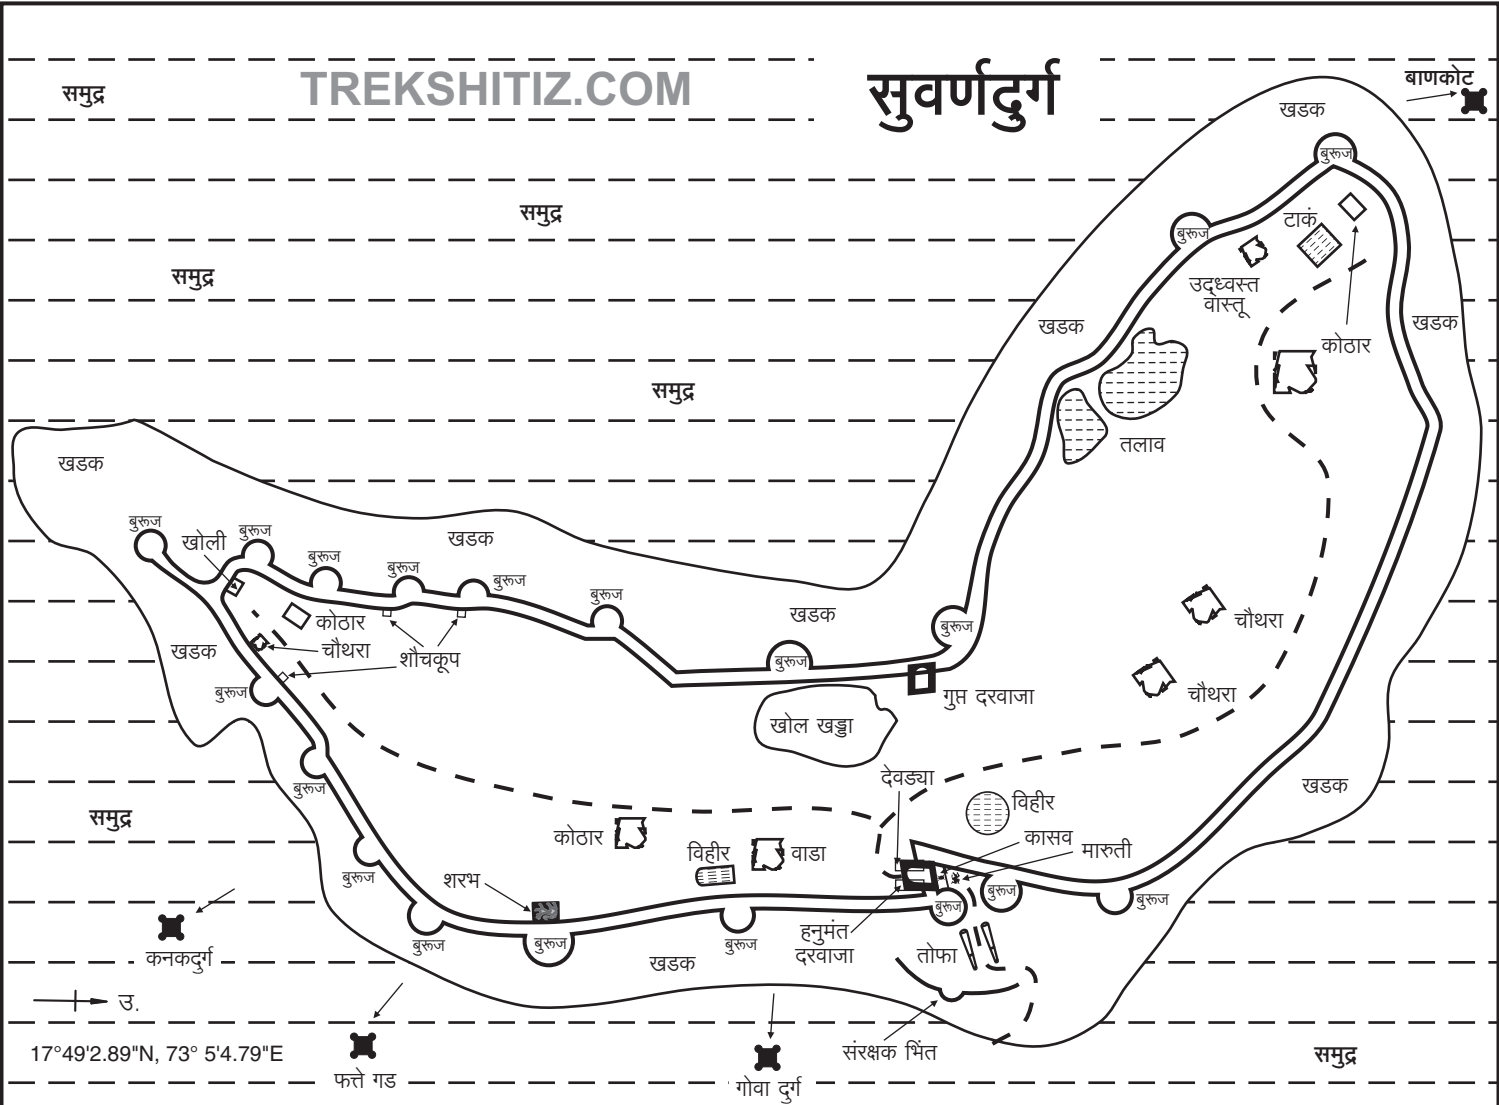 TREKSHITIZ.COM
सुवर्णदुर्ग
बाणकोट
समुद्र
खडक
बुरूज
समुद्र
टाकं
बुरूज
समुद्र
उद्ध्वस्त
वास्तू
खडक
खडक
कोठार
समुद्र
तलाव
खडक
बुरूज
बुरूज
खोली
खडक
बुरूज
बुरूज
बुरूज
बुरूज
खडक
कोठार
चौथरा
बुरूज
खडक
चौथरा
शौचकूप
बुरूज
बुरूज
चौथरा
गुप्त दरवाजा
खोल खड्डा
देवड्या
खडक
बुरूज
विहीर
समुद्र
कोठार
कासव
विहीर
वाडा
मारुती
बुरूज
शरभ
बुरूज
बुरूज
बुरूज
हनुमंत
दरवाजा
बुरूज
बुरूज
बुरूज
तोफा
कनकदुर्ग
खडक
उ.
17°49'2.89"N, 73° 5'4.79"E
संरक्षक भिंत
समुद्र
फत्ते गड
गोवा दुर्ग